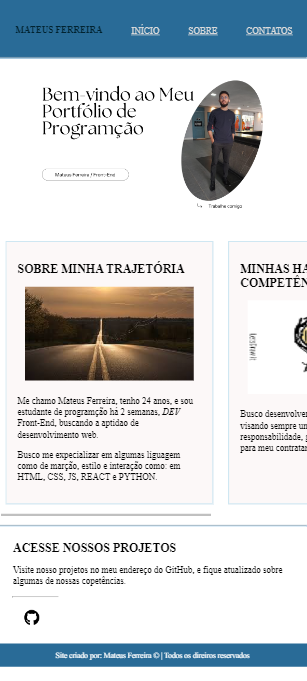 MATEUS FERREIRA INÍCIO SOBRE CONTATOS
Bem-vindo ao Meu
Portfólio de
Programção
Mateus Ferreira / Front-End
Trabalhe comigo
SOBRE MINHA TRAJETÓRIA
Me chamo Mateus Ferreira, tenho 24 anos, e sou
estudante de programção há 2 semanas, DEV
Front-End, buscando a aptidao de
desenvolvimento web.
Busco me expecializar em algumas liguagem
como de marção, estilo e interação como: em
HTML, CSS, JS, REACT e PYTHON.
MINHAS HA
COMPETÊN
Busco desenvolver
visando sempre un
responsabilidade, p
para meu contratan
ACESSE NOSSOS PROJETOS
Visite nosso projetos no meu endereço do GitHub, e fique atualizado sobre
algumas de nossas copetências.
Site criado por: Mateus Ferreira © | Todos os direiros reservados